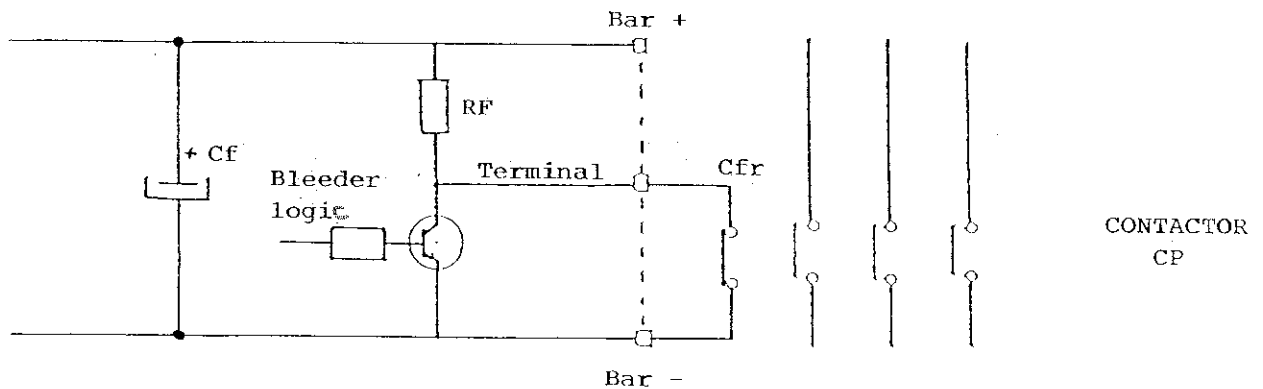 Bar +
RF
+ Cf
Terminal
Cfr
Bleeder
logic
CONTACTOR
CP
Bar -